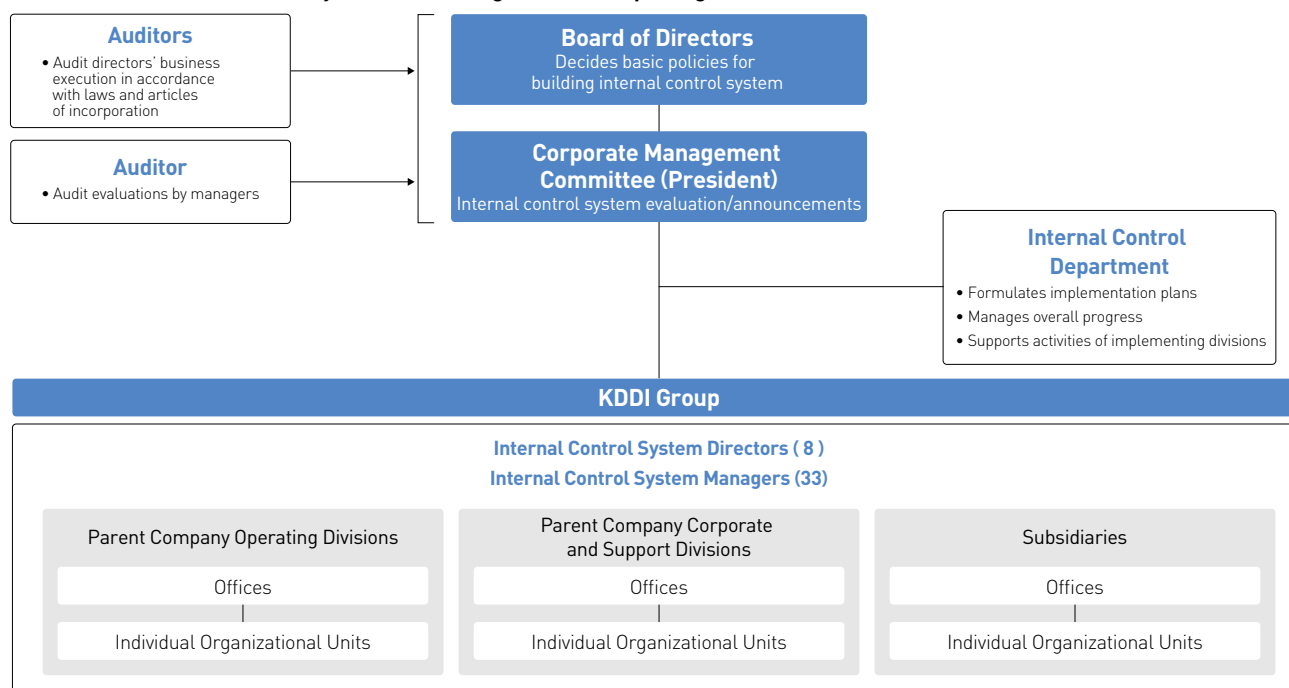 Auditors
• Audit directors' business
execution in accordance
with laws and articles
of incorporation
Auditor
• Audit evaluations by managers
Board of Directors
Decides basic policies for
building internal control system
Corporate Management
Committee (President)
Internal control system evaluation/announcements
Internal Control
Department
• Formulates implementation plans
• Manages overall progress
• Supports activities of implementing divisions
KDDI Group
Internal Control System Directors ( 8 )
Internal Control System Managers (33)
Parent Company Operating Divisions
Offices
Individual Organizational Units
Parent Company Corporate
and Support Divisions
Offices
Individual Organizational Units
Subsidiaries
Offices
Individual Organizational Units